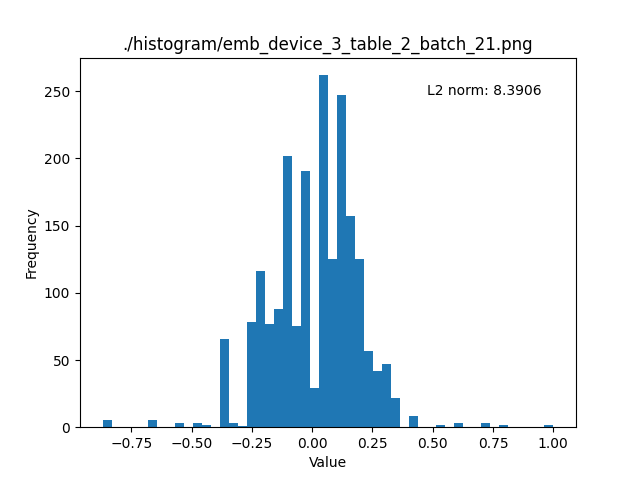 ./histogram/emb_device_3_table_2_batch_21.png
L2 norm: 8.3906
Frequency
250
200
150
100
50
0
−0.75 −0.50 −0.25 0.00 0.25 0.50 0.75 1.00
Value